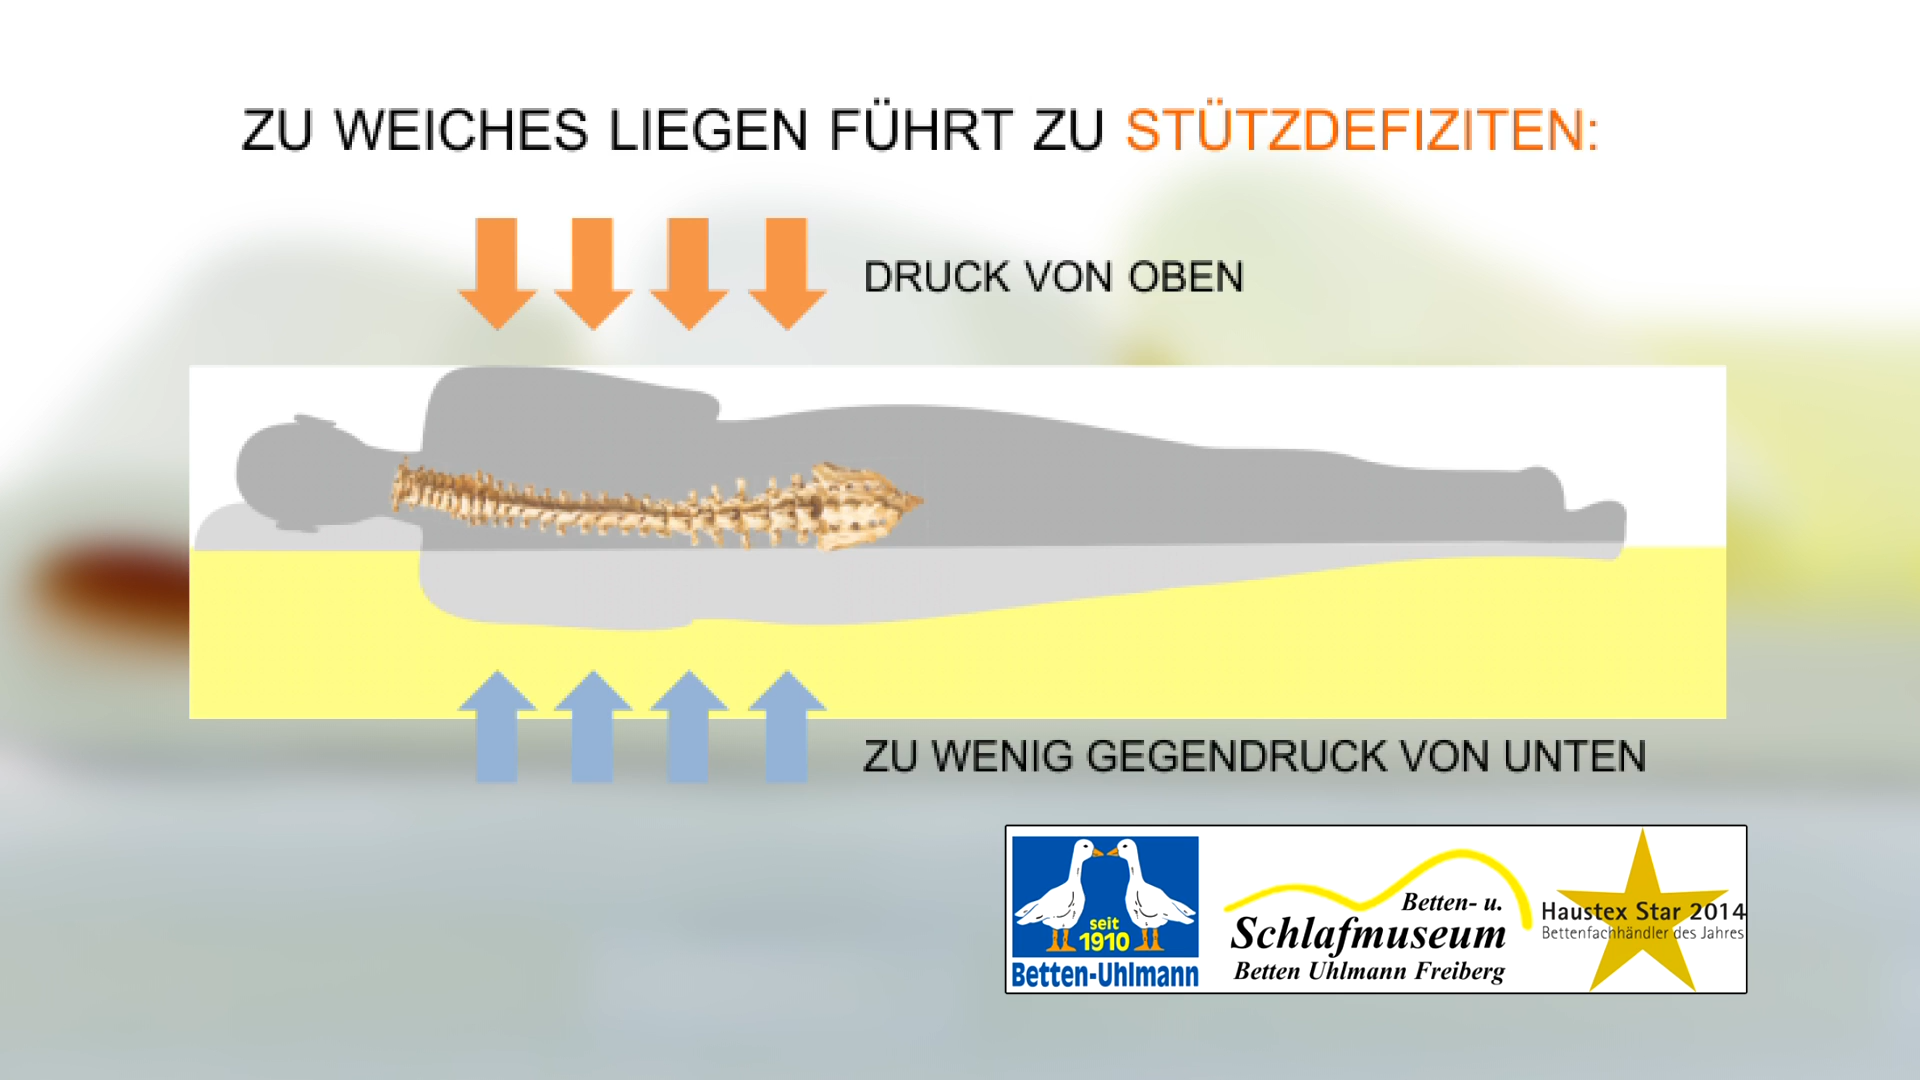 ZU WEICHES LIEGEN FÜHRT ZU STÜTZDEFIZITEN:
DRUCK VON OBEN
ZU WENIG GEGENDRUCK VON UNTEN
seit
1910
Betten-Uhlmann
Betten- u.
Schlafmuseum
Betten Uhlmann Freiberg
Haustex Star 2014
Bettenfachhändler des Jahres